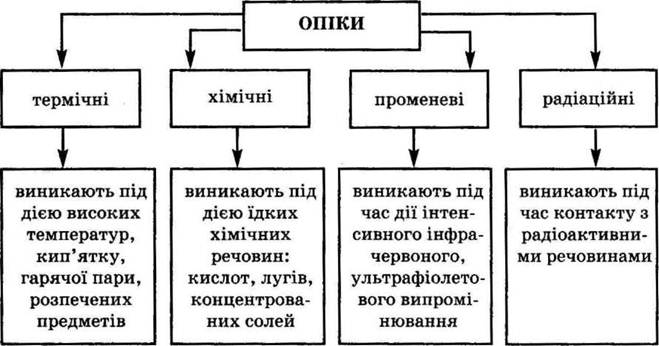 ОПІКИ
термічні
хімічні
променеві
радіаційні
виникають під
дією високих
температур,
кип'ятку,
гарячої пари,
розпечених
предметів
виникають під
дією їдких
хімічних
речовин:
кислот, лугів,
концентрова-
них солей
виникають під
час дії інтен-
сивного інфра-
червоного,
ультрафіолето-
вого випромі-
нювання
виникають під
час контакту з
радіоактивни-
ми речовинами